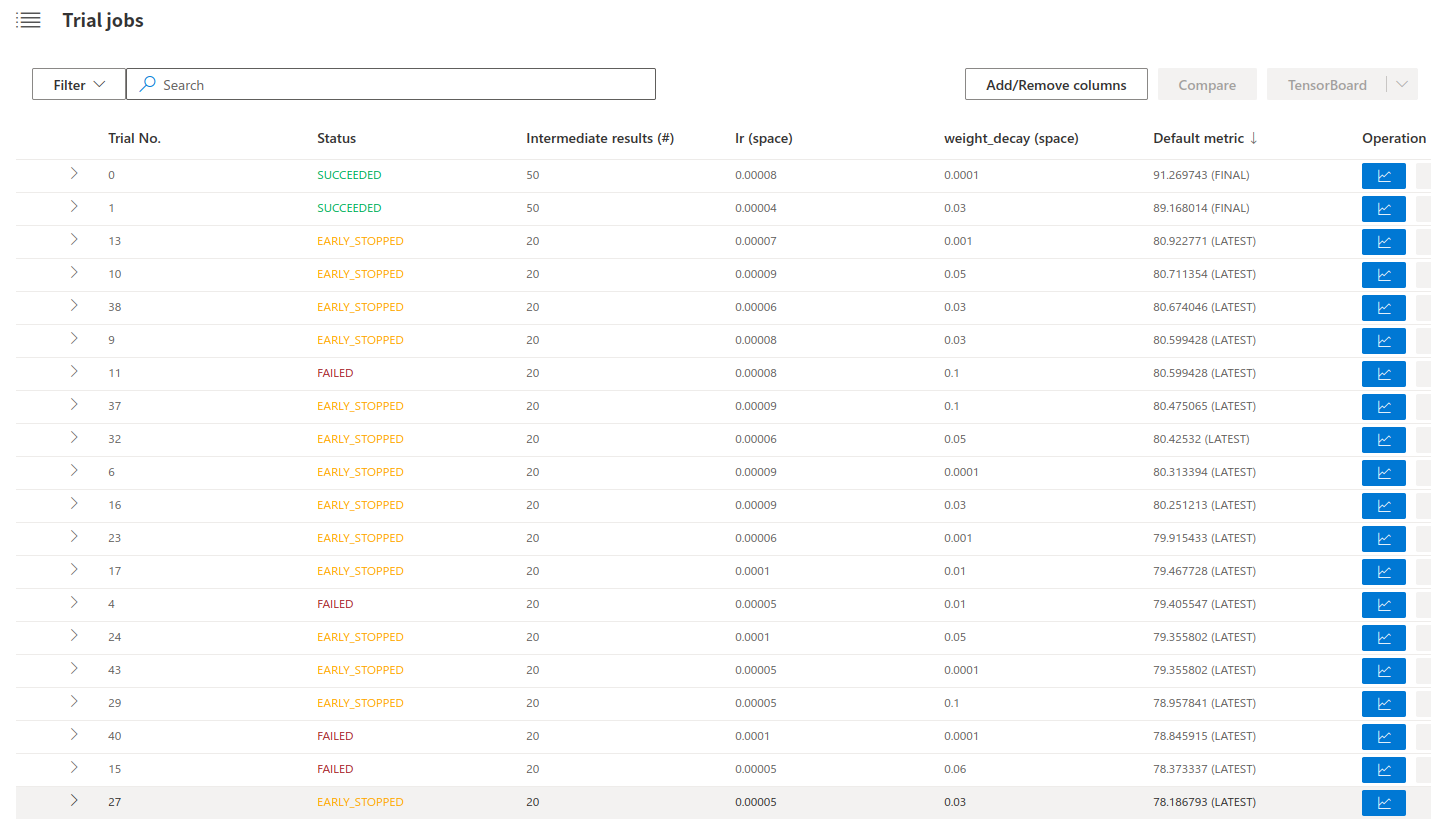 Trial jobs
Filter Search Add/Remove columns Compare TensorBoard
Trial No. Status Intermediate results (#) lr (space) weight_decay (space) Default metric ↓ Operation
0 SUCCEEDED 50 0.00008 0.0001 91.269743 (FINAL)
1 SUCCEEDED 50 0.00004 0.03 89.168014 (FINAL)
13 EARLY_STOPPED 20 0.00007 0.001 80.922771 (LATEST)
10 EARLY_STOPPED 20 0.00009 0.05 80.711354 (LATEST)
38 EARLY_STOPPED 20 0.00006 0.03 80.674046 (LATEST)
9 EARLY_STOPPED 20 0.00008 0.03 80.599428 (LATEST)
11 FAILED 20 0.00008 0.1 80.599428 (LATEST)
37 EARLY_STOPPED 20 0.00009 0.1 80.475065 (LATEST)
32 EARLY_STOPPED 20 0.00006 0.05 80.42532 (LATEST)
6 EARLY_STOPPED 20 0.00009 0.0001 80.313394 (LATEST)
16 EARLY_STOPPED 20 0.00009 0.03 80.251213 (LATEST)
23 EARLY_STOPPED 20 0.00006 0.001 79.915433 (LATEST)
17 EARLY_STOPPED 20 0.0001 0.01 79.467728 (LATEST)
4 FAILED 20 0.00005 0.01 79.405547 (LATEST)
24 EARLY_STOPPED 20 0.0001 0.05 79.355802 (LATEST)
43 EARLY_STOPPED 20 0.00005 0.0001 79.355802 (LATEST)
29 EARLY_STOPPED 20 0.00005 0.1 78.957841 (LATEST)
40 FAILED 20 0.0001 0.0001 78.845915 (LATEST)
15 FAILED 20 0.00005 0.06 78.373337 (LATEST)
27 EARLY_STOPPED 20 0.00005 0.03 78.186793 (LATEST)